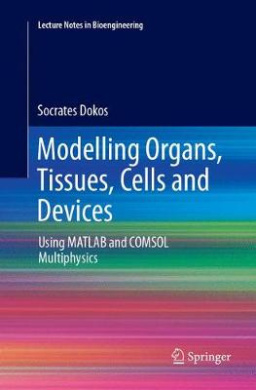 Lecture Notes in Bioengineering
Socrates Dokos
Modelling Organs,
Tissues, Cells and
Devices
Using MATLAB and COMSOL
Multiphysics
Springer